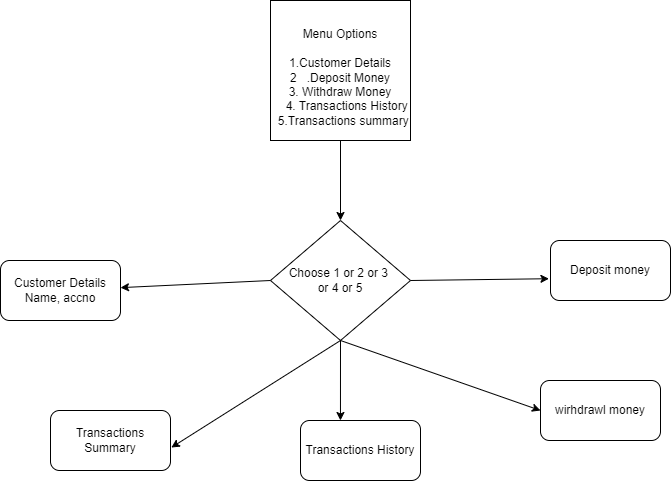 Menu Options
1.Customer Details
2 .Deposit Money
3. Withdraw Money
4. Transactions History
5.Transactions summary
Choose 1 or 2 or 3
or 4 or 5
Customer Details
Name, accno
Deposit money
Transactions
Summary
Transactions History
wirhdrawl money